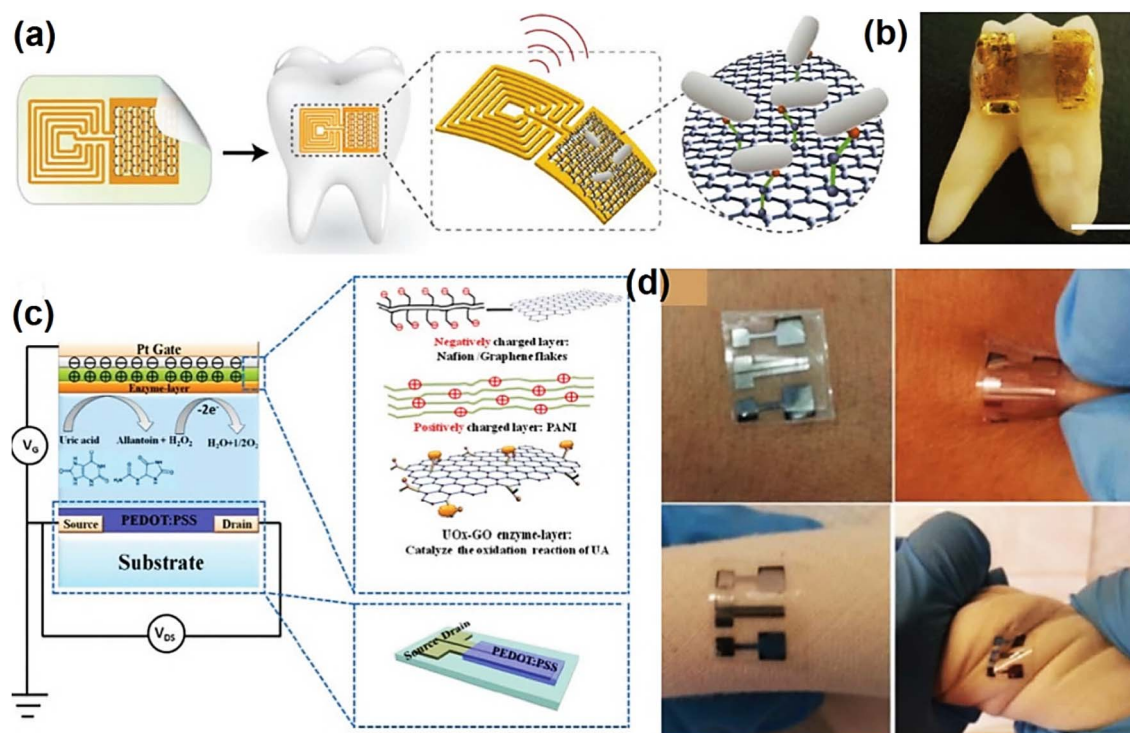 (a)
(b)
(c)
Pt Gate
Enzyme-layer
-2e-
Uric acid
Allantoin + H2O2
H2O+1/2O2
VG
Source
PEDOT:PSS
Drain
Substrate
VDS
Negatively charged layer:
Nafion /Graphene flakes
Positively charged layer: PANI
UOx-GO enzyme-layer:
Catalyze the oxidation reaction of UA
Source
Drain
PEDOT:PSS
(d)